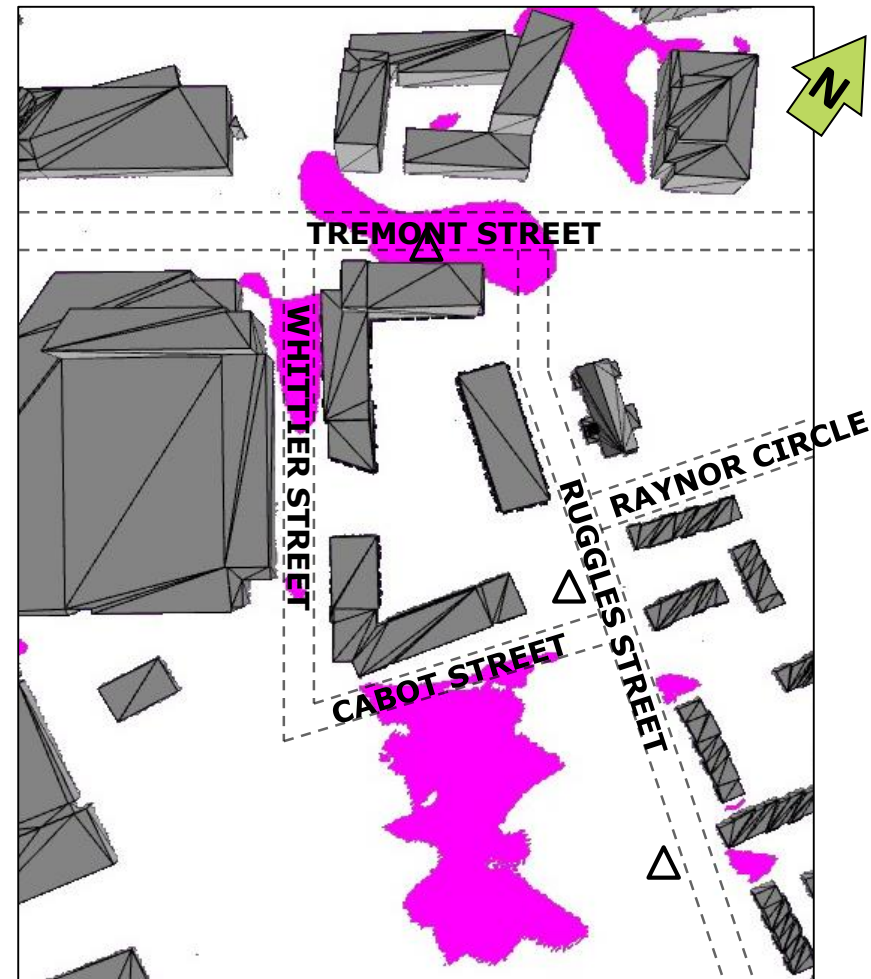 N
TREMONT STREET
WHITTIER STREET
RAYNOR CIRCLE
RUGGLES STREET
CABOT STREET